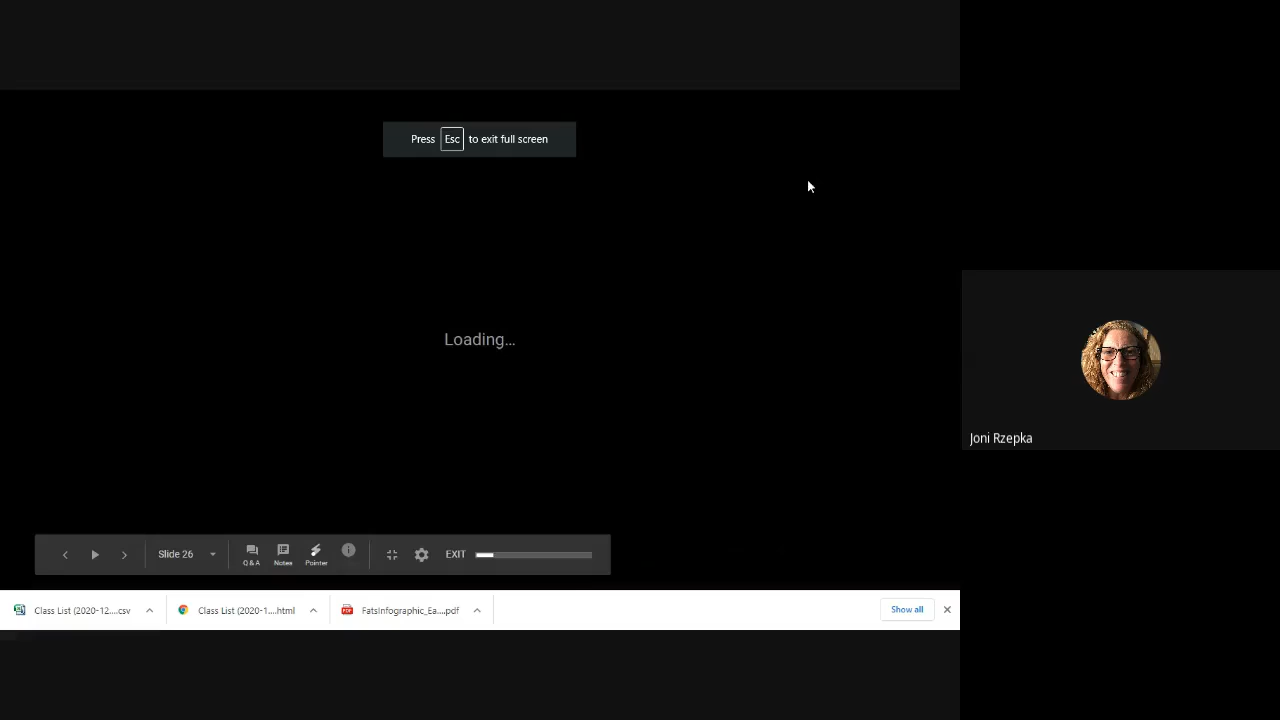 Press Esc to exit full screen
Loading...
Joni Rzepka
Slide 26
Q & A
Notes
Pointer
EXIT
Class List (2020-12....csv
Class List (2020-1....html
FatsInfographic_Ea....pdf
Show all